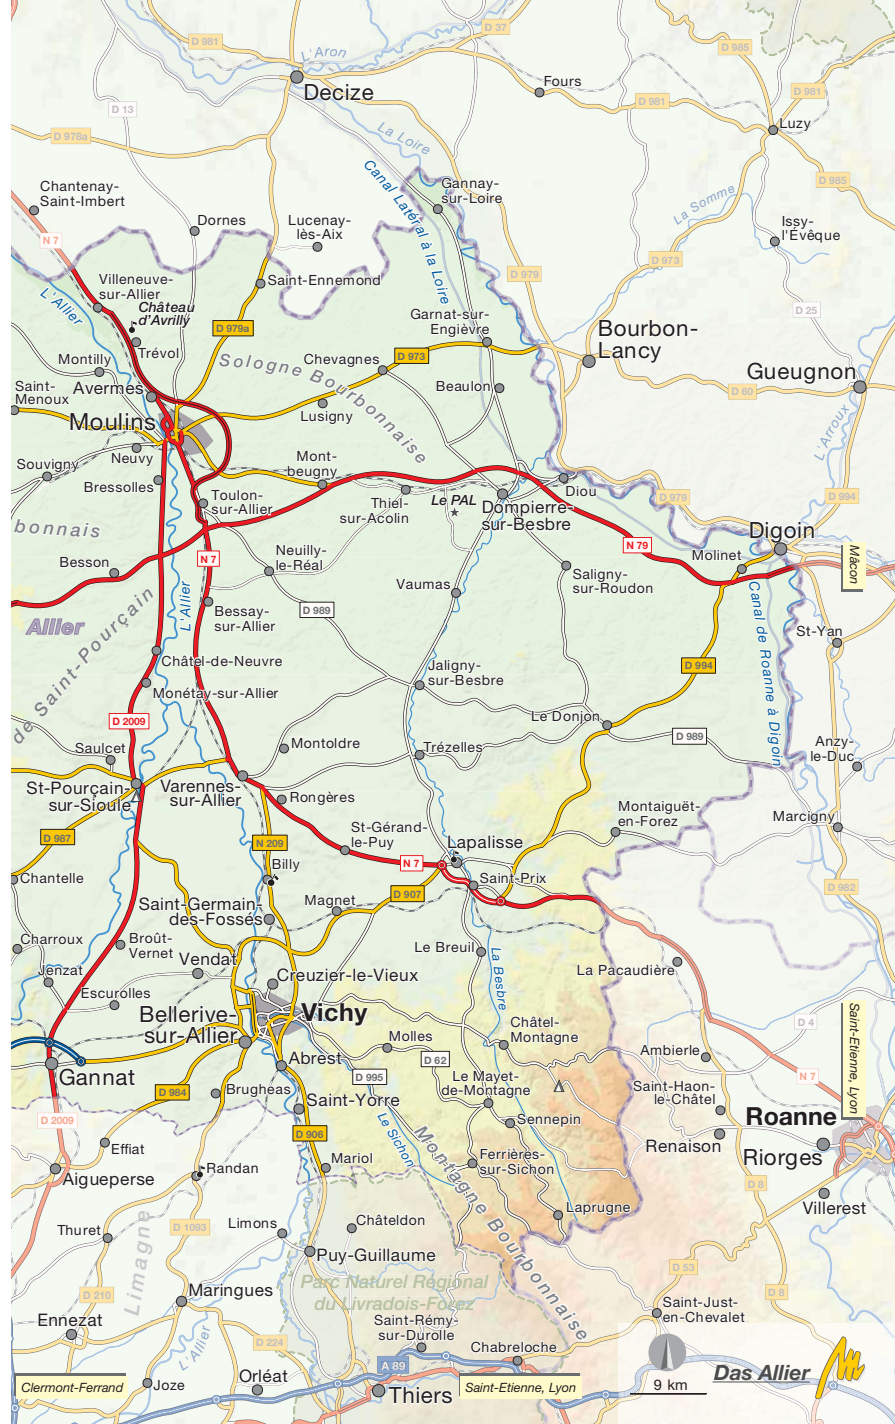 D 981
L'Aron
D 37
D 985
Decize
Fours
D 981
D 981
D 13
Luzy
D 978a
La Loire
D 985
Chantenay-
Saint-Imbert
Gannay-
sur-Loire
Canal Latéral à la Loire
La Somme
Dornes
Lucenay-
lès-Aix
Issy-
l'Évêque
N 7
D 973
D 979
Villeneuve-
sur-Allier
Saint-Ennemond
L'Allier
Château
d'Avrilly
Garnat-sur-
Engièvre
D 25
D 979a
Bourbon-
Lancy
Trévol
Montilly
Sologne Bourbonnaise
Chevagnes
D 973
Gueugnon
Saint-
Menoux
Avermes
Beaulon
D 60
Moulins
Lusigny
L'Arroux
Neuvy
Souvigny
Mont-
beugny
Bressolles
Diou
D 979
D 994
Toulon-
sur-Allier
Thiel-
sur-Acolin
Le PAL
Dompierre-
sur-Besbre
bonnais
Digoin
N 79
Molinet
Mâcon
Besson
N 7
Neuilly-
le-Réal
Saligny-
sur-Roudon
Vaumas
L'Allier
Bessay-
sur-Allier
D 989
Allier
de Saint-Pourçain
Canal de Roanne à Digoin
St-Yan
Châtel-de-Neuvre
Jaligny-
sur-Besbre
D 994
Monétay-sur-Allier
D 2009
Le Donjon
D 989
Saulcet
Montoldre
Trézelles
Anzy-
le-Duc
St-Pourçain-
sur-Sioule
Varennes-
sur-Allier
Rongères
Montaiguët-
en-Forez
Marcigny
D 987
N 209
St-Gérand-
le-Puy
Lapalisse
N 7
Billy
Chantelle
Saint-Prix
D 982
D 907
Saint-Germain-
des-Fossés
Magnet
Charroux
Broût-
Vernet
Le Breuil
Vendat
La Besbre
La Pacaudière
Jenzat
Creuzier-le-Vieux
Escurolles
Bellerive-
sur-Allier
Vichy
Châtel-
Montagne
D 4
Saint-Etienne, Lyon
Molles
Ambierle
Abrest
D 62
Gannat
D 995
Le Mayet-
de-Montagne
N 7
D 984
Brugheas
Saint-Haon-
le-Châtel
Saint-Yorre
Roanne
D 2009
Sennepin
Le Sichon
D 906
Renaison
Riorges
Effiat
Montagne Bourbonnaise
Ferrières-
sur-Sichon
Mariol
Randan
Aigueperse
D 8
Laprugne
Villerest
Limagne
Châteldon
D 1093
Limons
Thuret
Puy-Guillaume
D 53
Parc Naturel Régional
du Livradois-Forez
Maringues
D 210
D 8
Saint-Just-
en-Chevalet
Ennezat
Saint-Rémy-
sur-Durolle
L'Allier
D 224
Chabreloche
A 89
Orléat
Das Allier
Clermont-Ferrand
Joze
Thiers
Saint-Etienne, Lyon
9 km